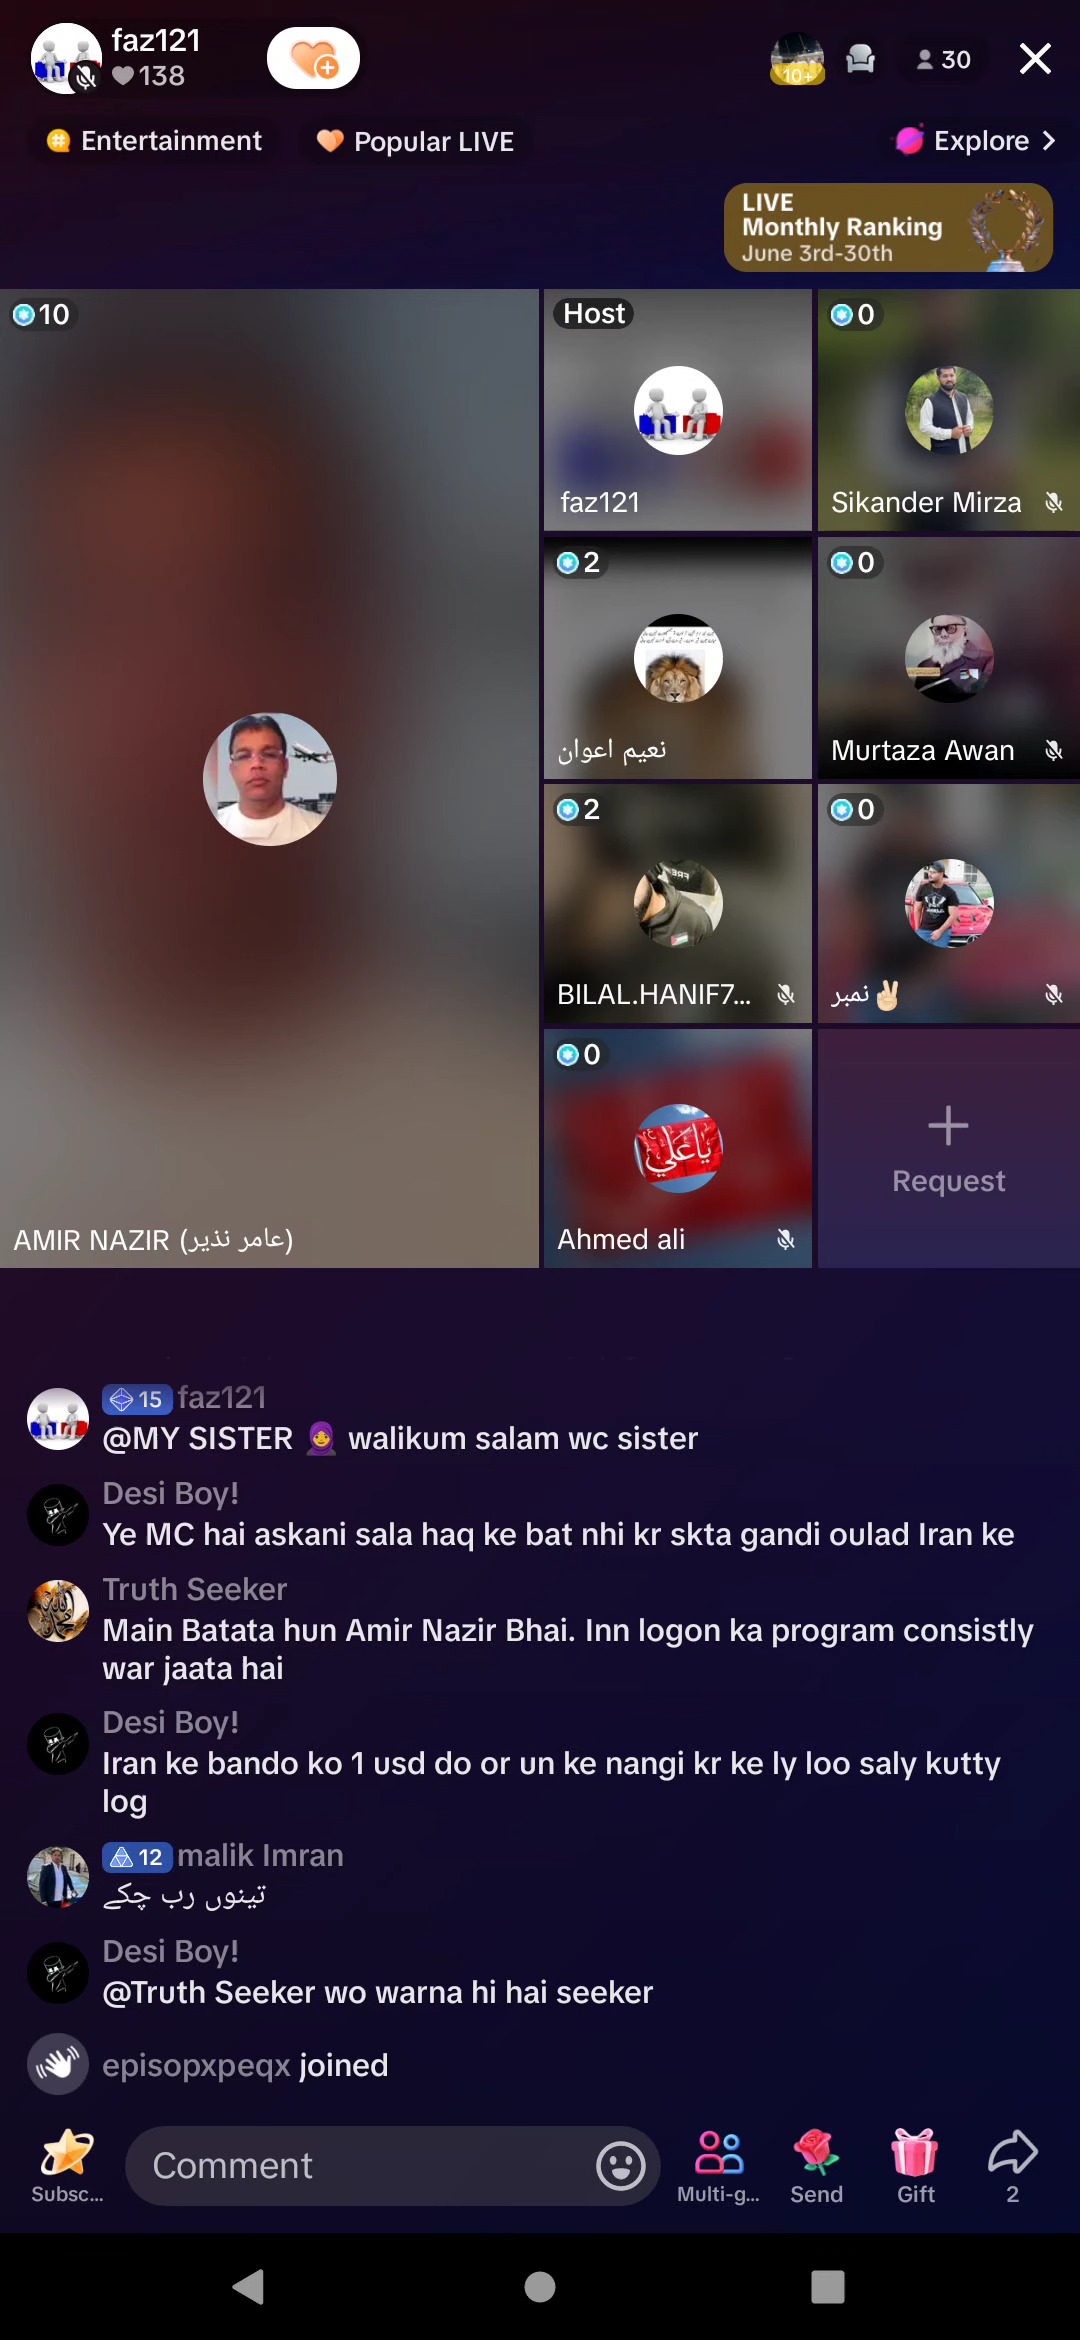 faz121
138
10+
30
Entertainment
Popular LIVE
Explore
LIVE
Monthly Ranking
June 3rd-30th
10
Host
0
faz121
Sikander Mirza
2
0
نعیم اعوان
Murtaza Awan
2
0
FRE
BILAL.HANIF7...
نمبر✌🏻
0
ياعلي
Request
AMIR NAZIR (عامر نذیر)
Ahmed ali
15 faz121
@MY SISTER 🧕 walikum salam wc sister
Desi Boy!
Ye MC hai askani sala haq ke bat nhi kr skta gandi oulad Iran ke
Truth Seeker
Main Batata hun Amir Nazir Bhai. Inn logon ka program consistly
war jaata hai
Desi Boy!
Iran ke bando ko 1 usd do or un ke nangi kr ke ly loo saly kutty
log
12 malik Imran
تینوں رب چکے
Desi Boy!
@Truth Seeker wo warna hi hai seeker
episopxpeqx joined
Subsc...
Comment
Multi-g...
Send
Gift
2